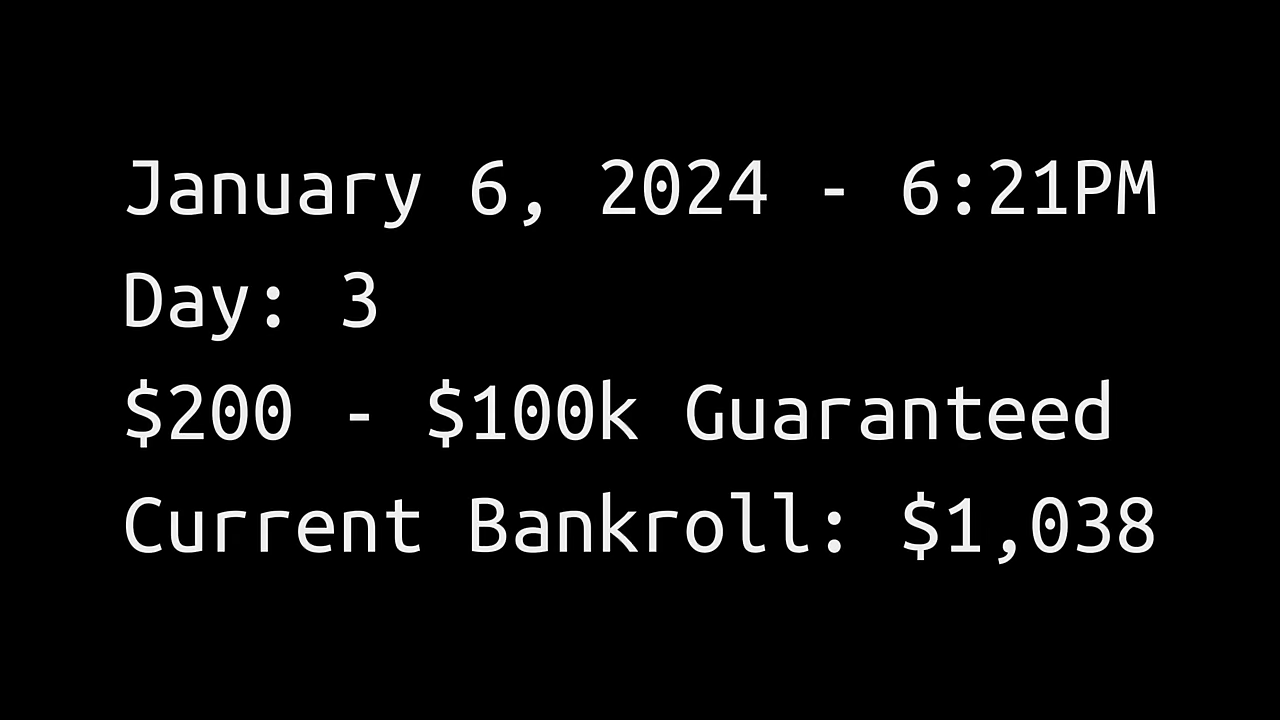 January 6, 2024 - 6:21PM
Day: 3
$200 - $100k Guaranteed
Current Bankroll: $1,038